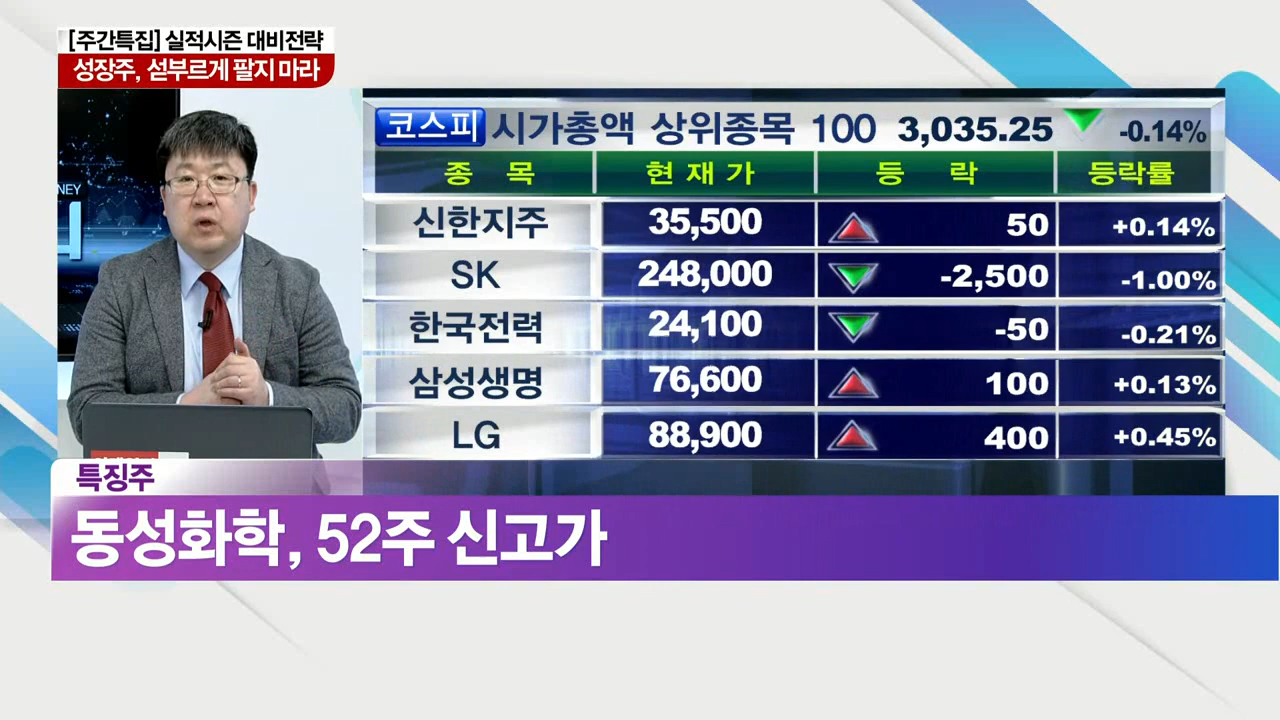 [주간특집] 실적시즌 대비전략
성장주, 섣부르게 팔지 마라
NEY
코스피 시가총액 상위종목 100 3,035.25 -0.14%
종 목 현재가 등 락 등락률
신한지주 35,500 50 +0.14%
SK 248,000 -2,500 -1.00%
한국전력 24,100 -50 -0.21%
삼성생명 76,600 100 +0.13%
LG 88,900 400 +0.45%
특징주
동성화학, 52주 신고가